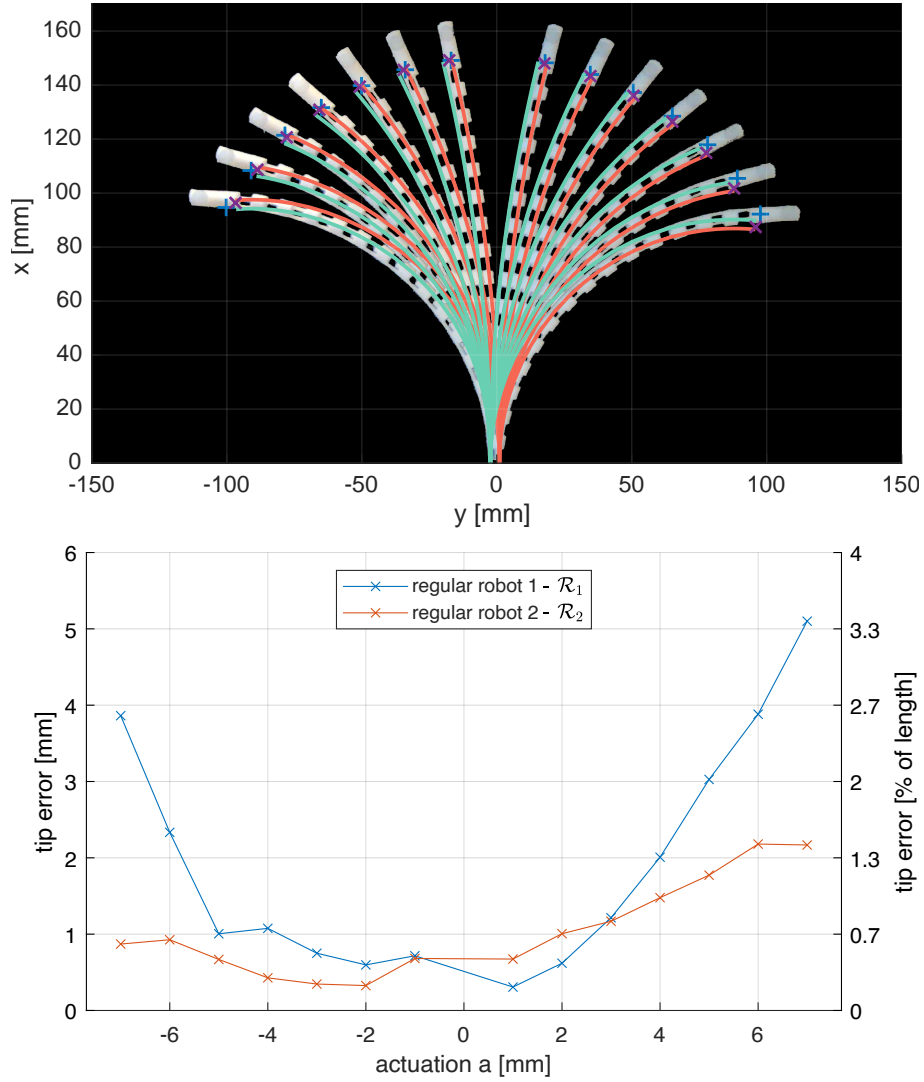 160
140
120
100
80
60
40
20
0
x [mm]
-150 -100 -50 0 50 100 150
y [mm]
6 4
5 3.3
4 2.7
3 2
2 1.3
1 0.7
0 0
tip error [mm]
tip error [% of length]
regular robot 1 - R₁
regular robot 2 - R₂
-6 -4 -2 0 2 4 6
actuation a [mm]